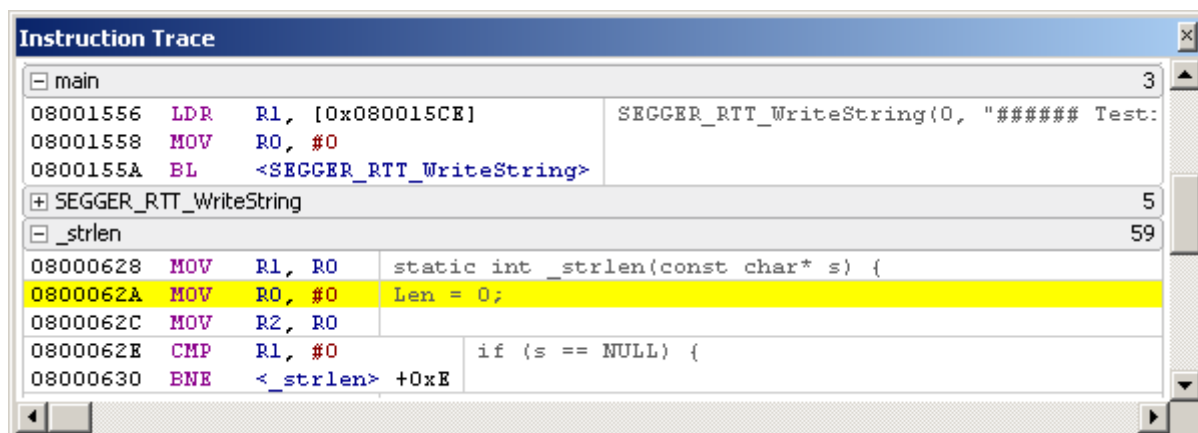 Instruction Trace
main 3
08001556 LDR R1, [0x080015CE] SEGGER_RTT_WriteString(0, "###### Test:
08001558 MOV R0, #0
0800155A BL <SEGGER_RTT_WriteString>
SEGGER_RTT_WriteString 5
_strlen 59
08000628 MOV R1, R0 static int _strlen(const char* s) {
0800062A MOV R0, #0 Len = 0;
0800062C MOV R2, R0
0800062E CMP R1, #0 if (s == NULL) {
08000630 BNE <_strlen> +0xE